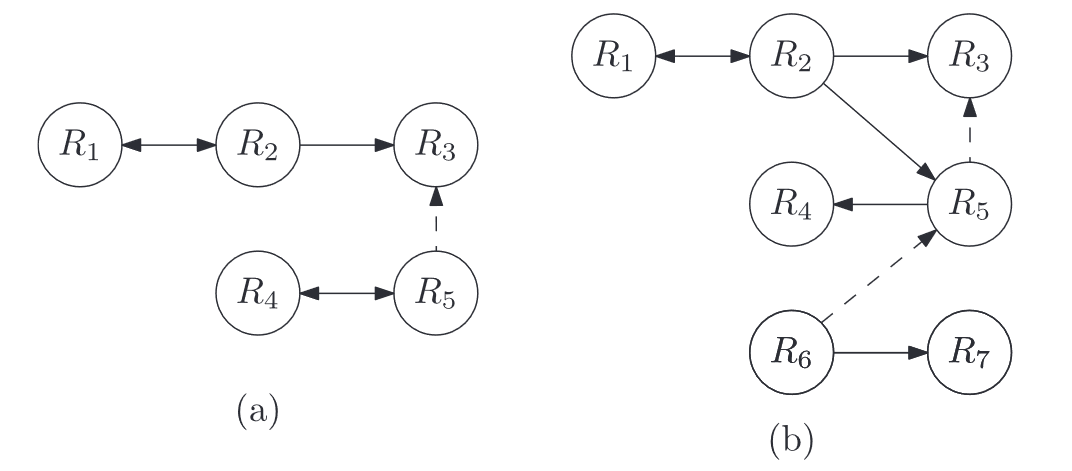 R₁ R₂ R₃
R₄ R₅
(a)
R₁ R₂ R₃
R₄ R₅
R₆ R₇
(b)